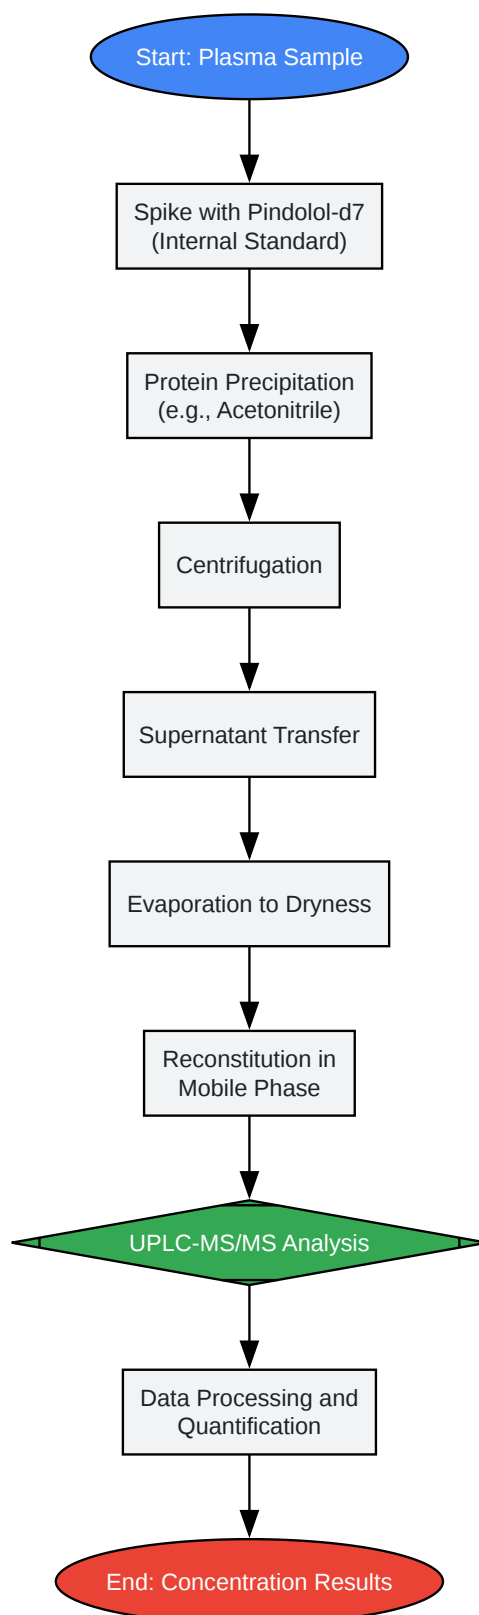 Start: Plasma Sample
Spike with Pindolol-d7
(Internal Standard)
Protein Precipitation
(e.g., Acetonitrile)
Centrifugation
Supernatant Transfer
Evaporation to Dryness
Reconstitution in
Mobile Phase
UPLC-MS/MS Analysis
Data Processing and
Quantification
End: Concentration Results